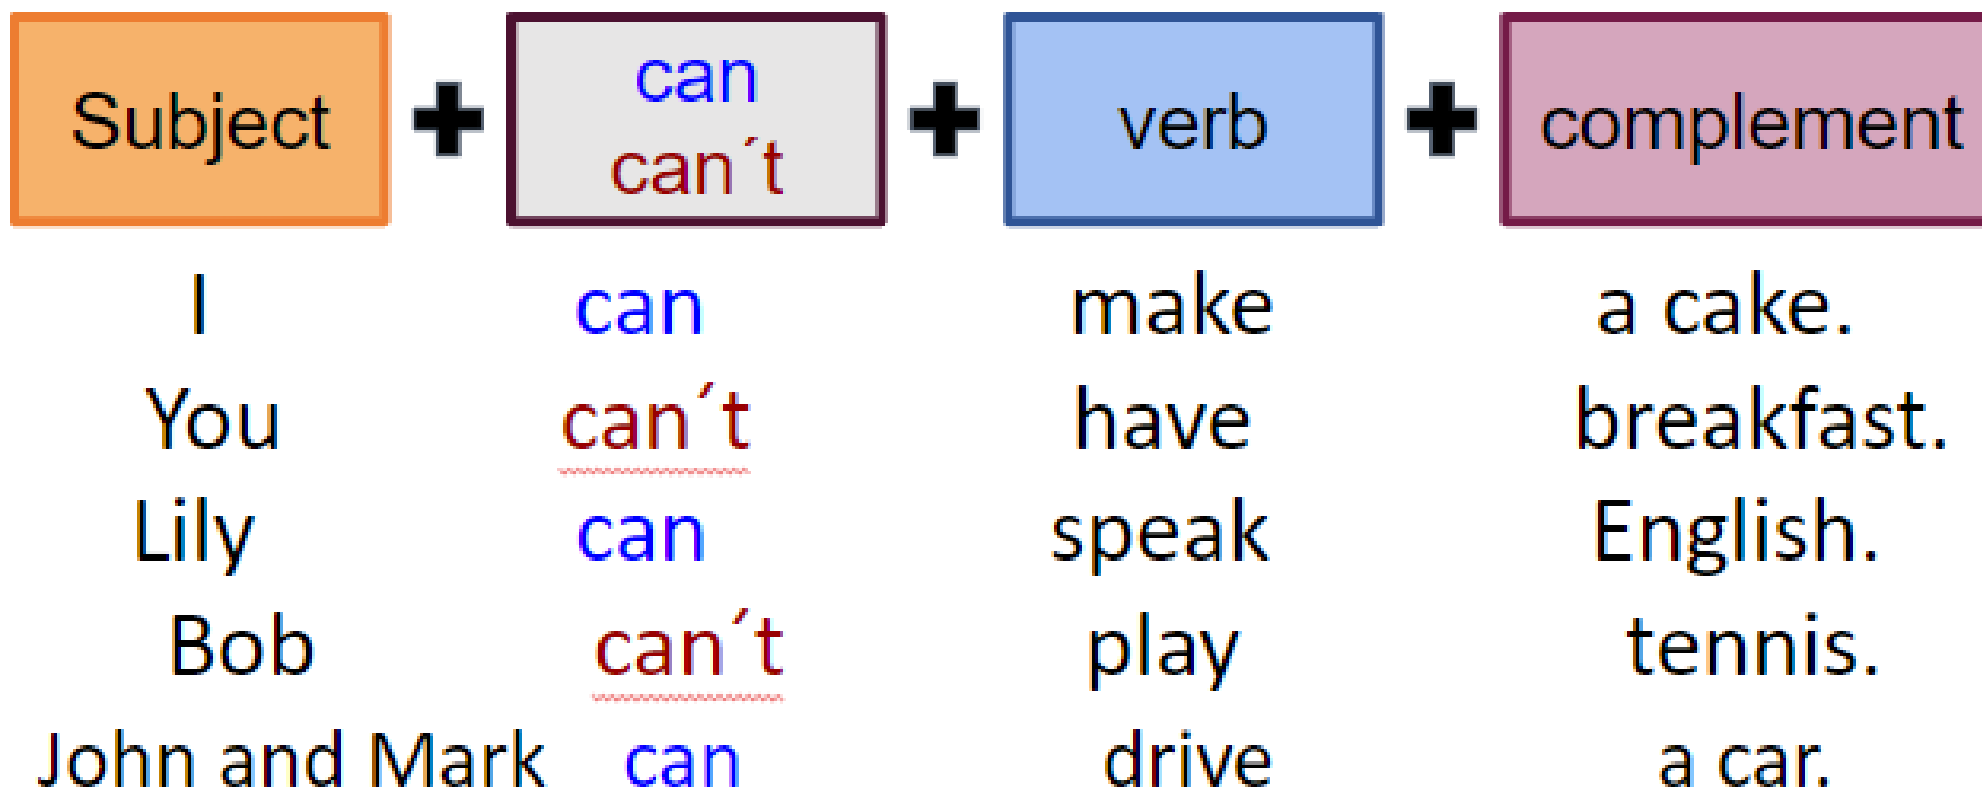 Subject + can can´t + verb + complement
I can make a cake.
You can´t have breakfast.
Lily can speak English.
Bob can´t play tennis.
John and Mark can drive a car.